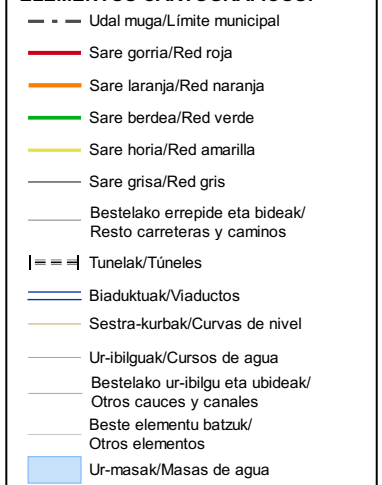 ELEMENTOS CARTOGRÁFICOS:
Udal muga/Límite municipal
Sare gorria/Red roja
Sare laranja/Red naranja
Sare berdea/Red verde
Sare horia/Red amarilla
Sare grisa/Red gris
Bestelako errepide eta bideak/
Resto carreteras y caminos
Tunelak/Túneles
Biaduktuak/Viaductos
Sestra-kurbak/Curvas de nivel
Ur-ibilguak/Cursos de agua
Bestelako ur-ibilgu eta ubideak/
Otros cauces y canales
Beste elementu batzuk/
Otros elementos
Ur-masak/Masas de agua